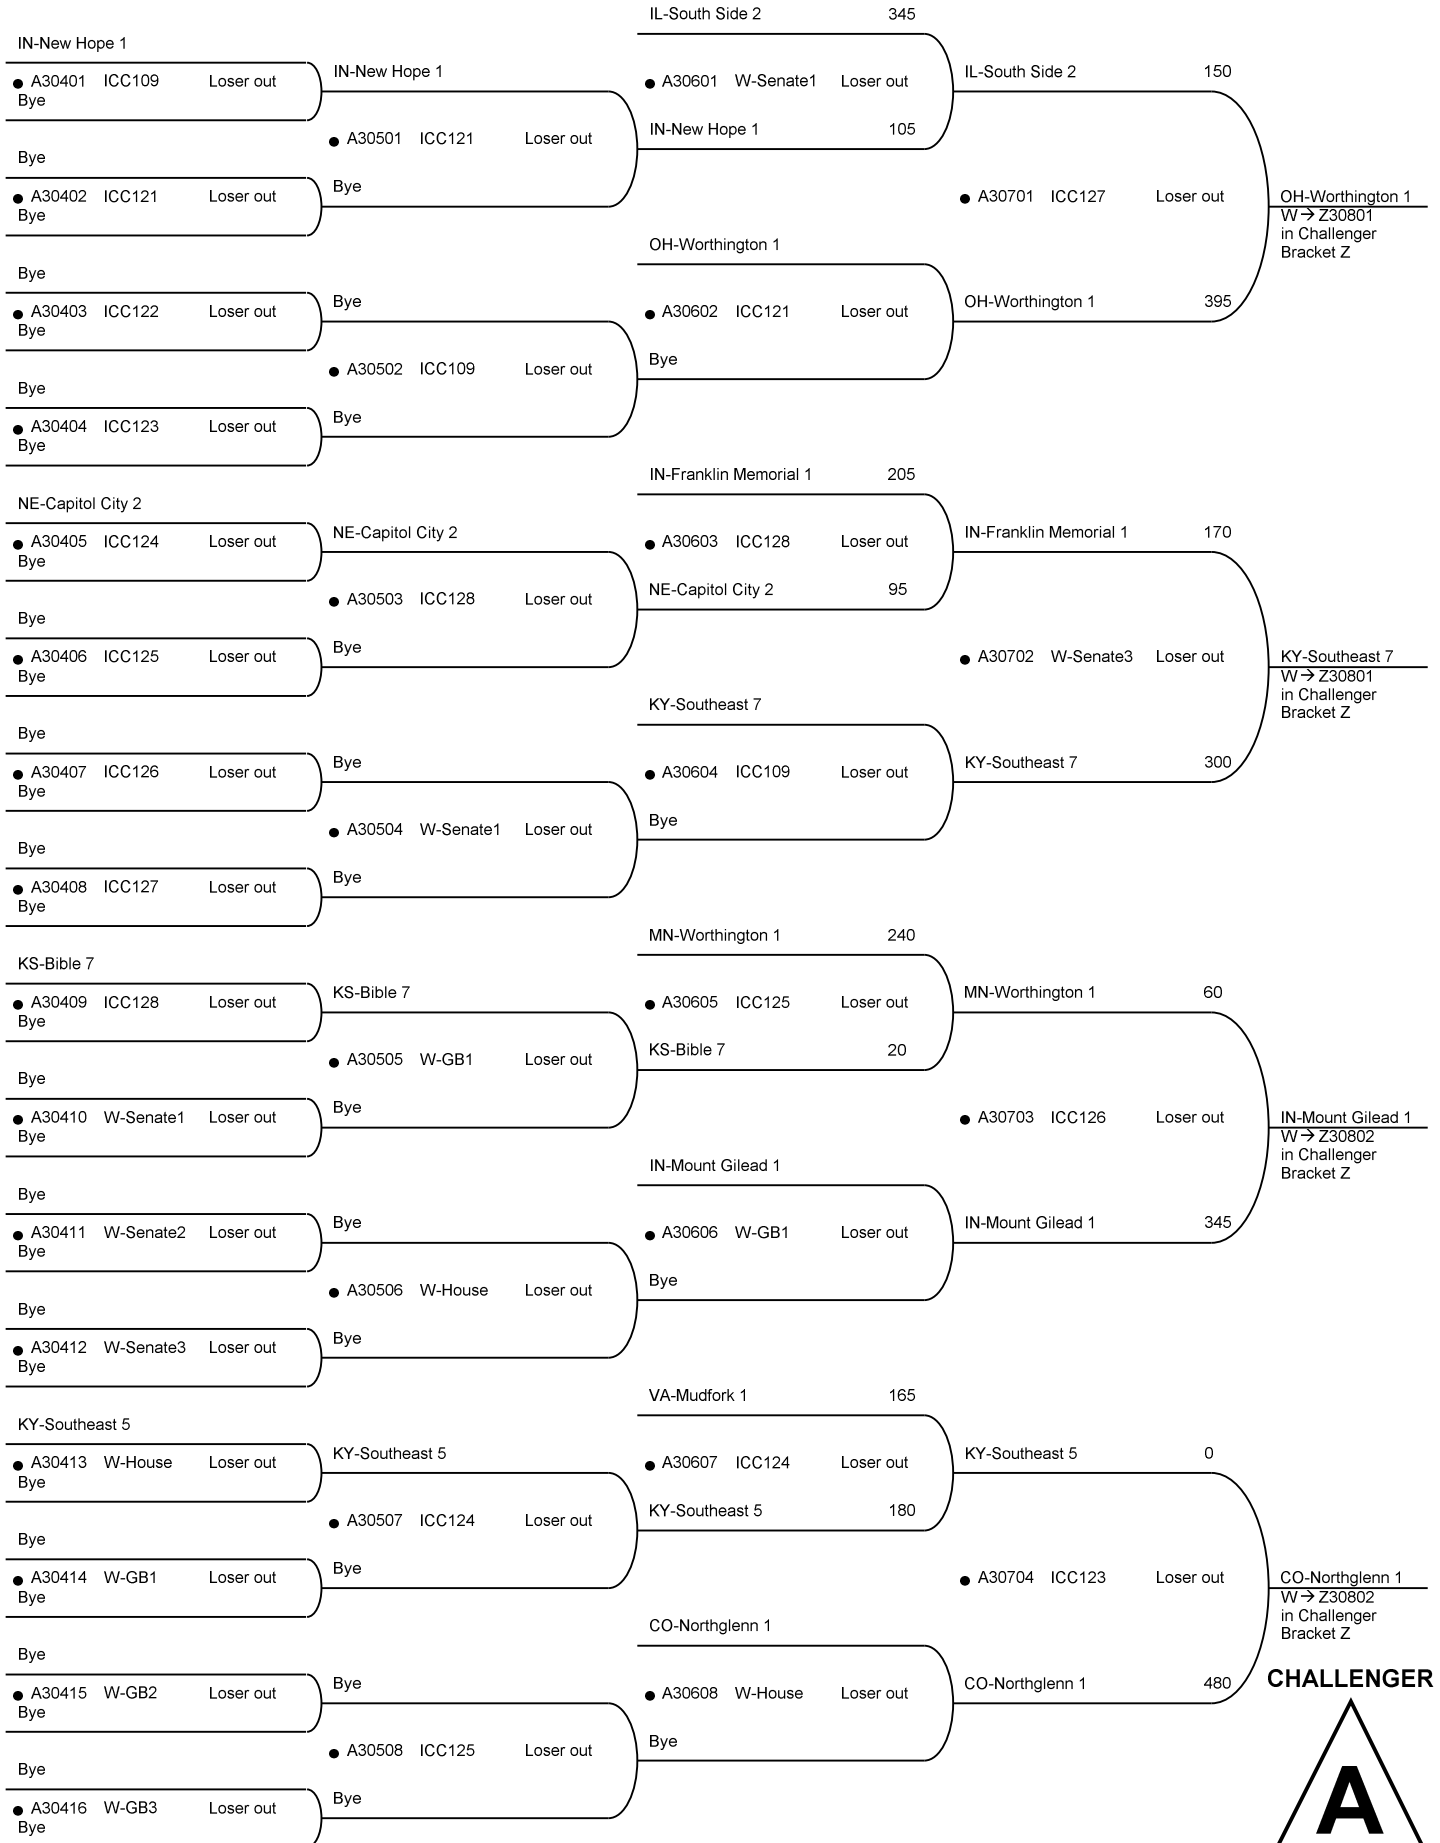 IN-New Hope 1
A30401 ICC109 Loser out
Bye
Bye
A30402 ICC121 Loser out
Bye
Bye
A30403 ICC122 Loser out
Bye
Bye
A30404 ICC123 Loser out
Bye
NE-Capitol City 2
A30405 ICC124 Loser out
Bye
Bye
A30406 ICC125 Loser out
Bye
Bye
A30407 ICC126 Loser out
Bye
Bye
A30408 ICC127 Loser out
Bye
KS-Bible 7
A30409 ICC128 Loser out
Bye
Bye
A30410 W-Senate1 Loser out
Bye
Bye
A30411 W-Senate2 Loser out
Bye
Bye
A30412 W-Senate3 Loser out
Bye
KY-Southeast 5
A30413 W-House Loser out
Bye
Bye
A30414 W-GB1 Loser out
Bye
Bye
A30415 W-GB2 Loser out
Bye
Bye
A30416 W-GB3 Loser out
Bye
IN-New Hope 1
A30501 ICC121 Loser out
Bye
Bye
A30502 ICC109 Loser out
Bye
NE-Capitol City 2
A30503 ICC128 Loser out
Bye
Bye
A30504 W-Senate1 Loser out
Bye
KS-Bible 7
A30505 W-GB1 Loser out
Bye
Bye
A30506 W-House Loser out
Bye
KY-Southeast 5
A30507 ICC124 Loser out
Bye
Bye
A30508 ICC125 Loser out
Bye
IL-South Side 2 345
A30601 W-Senate1 Loser out
IN-New Hope 1 105
OH-Worthington 1
A30602 ICC121 Loser out
Bye
IN-Franklin Memorial 1 205
A30603 ICC128 Loser out
NE-Capitol City 2 95
KY-Southeast 7
A30604 ICC109 Loser out
Bye
MN-Worthington 1 240
A30605 ICC125 Loser out
KS-Bible 7 20
IN-Mount Gilead 1
A30606 W-GB1 Loser out
Bye
VA-Mudfork 1 165
A30607 ICC124 Loser out
KY-Southeast 5 180
CO-Northglenn 1
A30608 W-House Loser out
Bye
IL-South Side 2 150
A30701 ICC127 Loser out
OH-Worthington 1 395
IN-Franklin Memorial 1 170
A30702 W-Senate3 Loser out
KY-Southeast 7 300
MN-Worthington 1 60
A30703 ICC126 Loser out
IN-Mount Gilead 1 345
KY-Southeast 5 0
A30704 ICC123 Loser out
CO-Northglenn 1 480
OH-Worthington 1
W→Z30801
in Challenger
Bracket Z
KY-Southeast 7
W→Z30801
in Challenger
Bracket Z
IN-Mount Gilead 1
W→Z30802
in Challenger
Bracket Z
CO-Northglenn 1
W→Z30802
in Challenger
Bracket Z
CHALLENGER
A